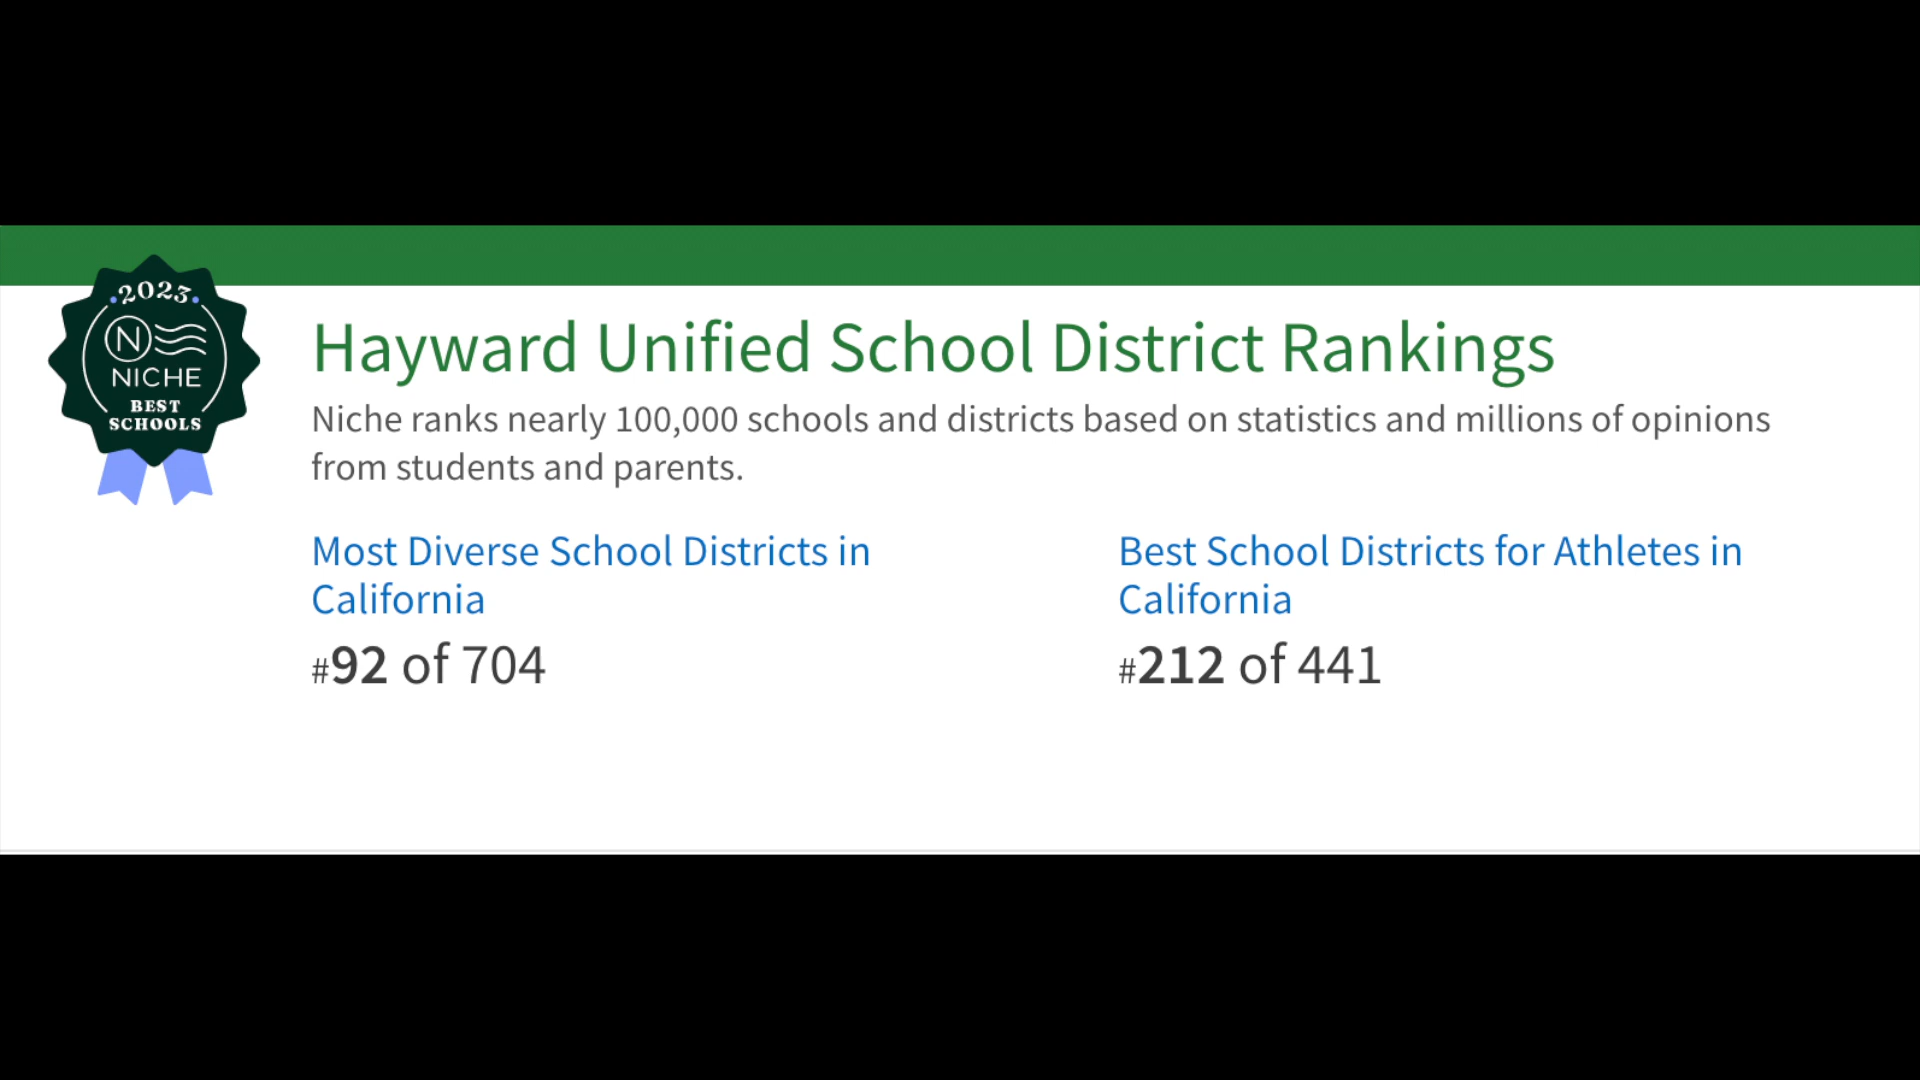 2023
N
NICHE
BEST
SCHOOLS
Hayward Unified School District Rankings
Niche ranks nearly 100,000 schools and districts based on statistics and millions of opinions
from students and parents.
Most Diverse School Districts in
California
#92 of 704
Best School Districts for Athletes in
California
#212 of 441